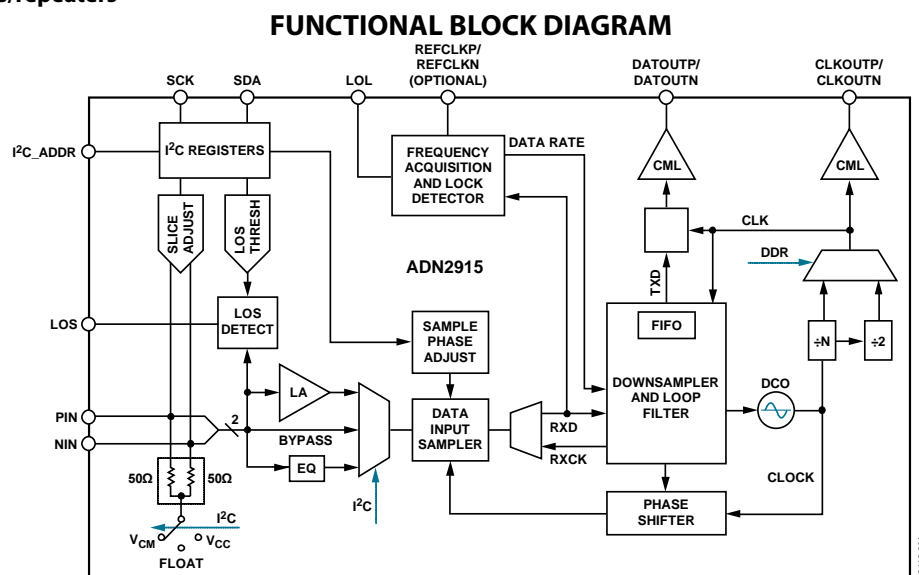 s/repeaters
FUNCTIONAL BLOCK DIAGRAM
SCK
SDA
LOL
REFCLKP/
REFCLKN
(OPTIONAL)
DATOUTP/
DATOUTN
CLKOUTP/
CLKOUTN
I2C_ADDR
I2C REGISTERS
FREQUENCY
ACQUISITION
AND LOCK
DETECTOR
DATA RATE
CML
CML
SLICE
ADJUST
LOS
THRESH
CLK
DDR
ADN2915
TXD
LOS
LOS
DETECT
SAMPLE
PHASE
ADJUST
FIFO
÷N
÷2
LA
DOWNSAMPLER
AND LOOP
FILTER
DCO
PIN
NIN
2
BYPASS
DATA
INPUT
SAMPLER
RXD
RXCK
EQ
50Ω
50Ω
I2C
CLOCK
PHASE
SHIFTER
I2C
VCM
VCC
FLOAT